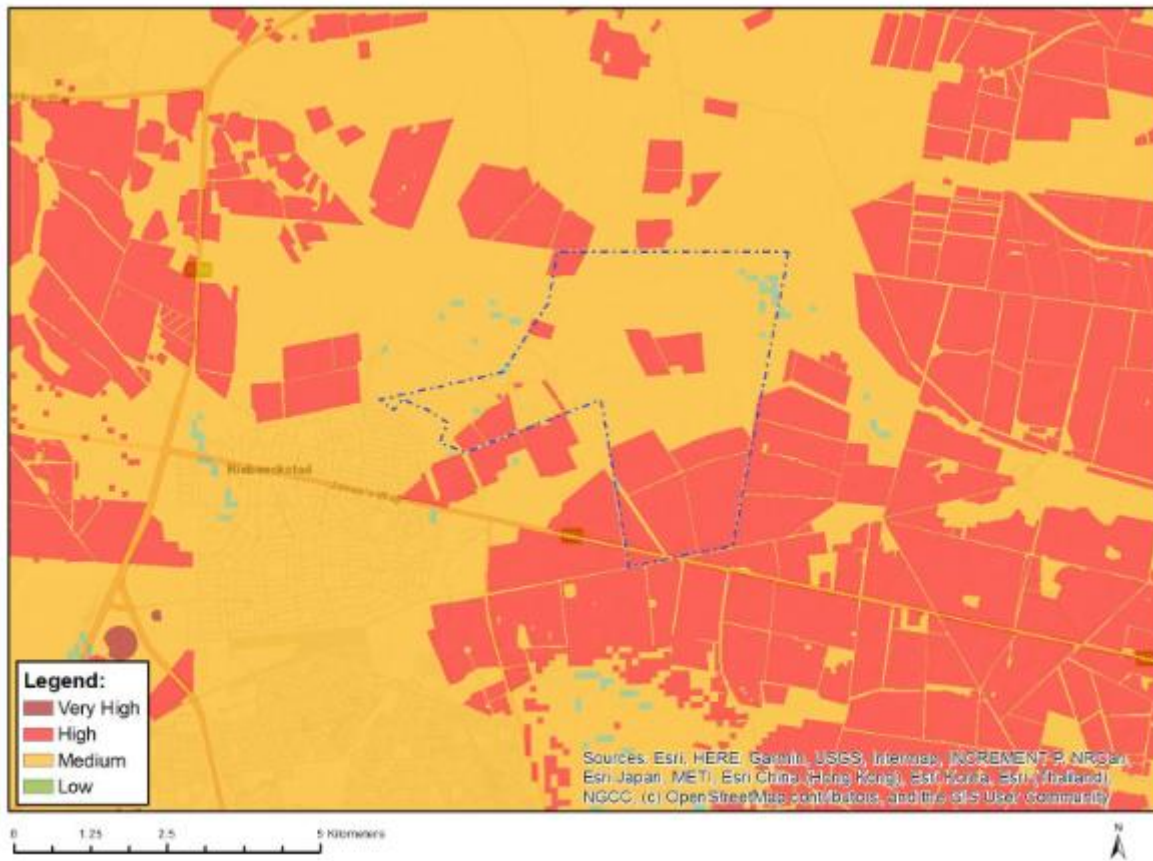 Riebeeckstad
Legend:
Very High
High
Medium
Low
Sources: Esri, HERE, Garmin, USGS, Intermap, INCREMENT P, NRCan,
Esri Japan, METI, Esri China (Hong Kong), Esri Korea, Esri (Thailand),
NGCC, (c) OpenStreetMap contributors, and the GIS User Community
0 1.25 2.5 5 Kilometers
N